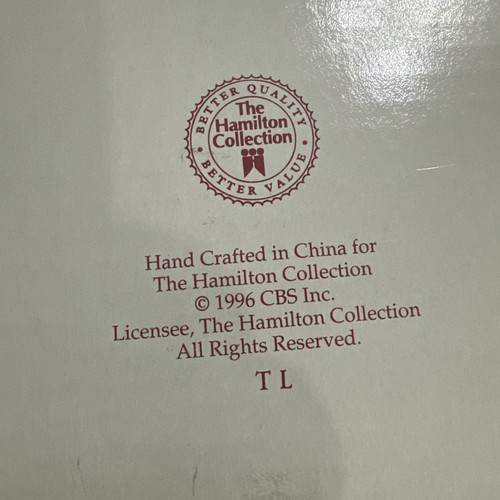 BETTER QUALITY
The
Hamilton
Collection
BETTER VALUE
Hand Crafted in China for
The Hamilton Collection
© 1996 CBS Inc.
Licensee, The Hamilton Collection
All Rights Reserved.
T L